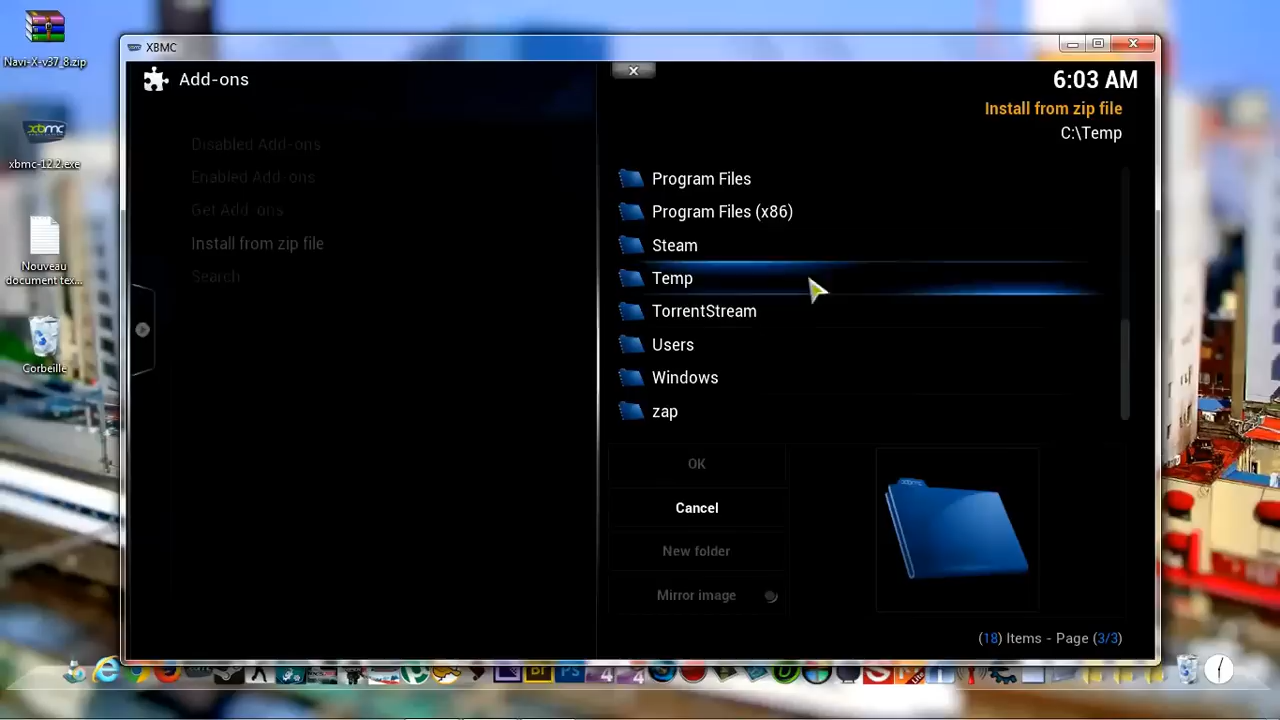 Navi-X-v37_8.zip
xbmc
xbmc-12.2.exe
Nouveau
document tex...
Corbeille
XBMC
Add-ons
6:03 AM
Install from zip file
C:\Temp
Disabled Add-ons
Enabled Add-ons
Get Add-ons
Install from zip file
Search
Program Files
Program Files (x86)
Steam
Temp
TorrentStream
Users
Windows
zap
OK
Cancel
New folder
Mirror image
(18) Items - Page (3/3)